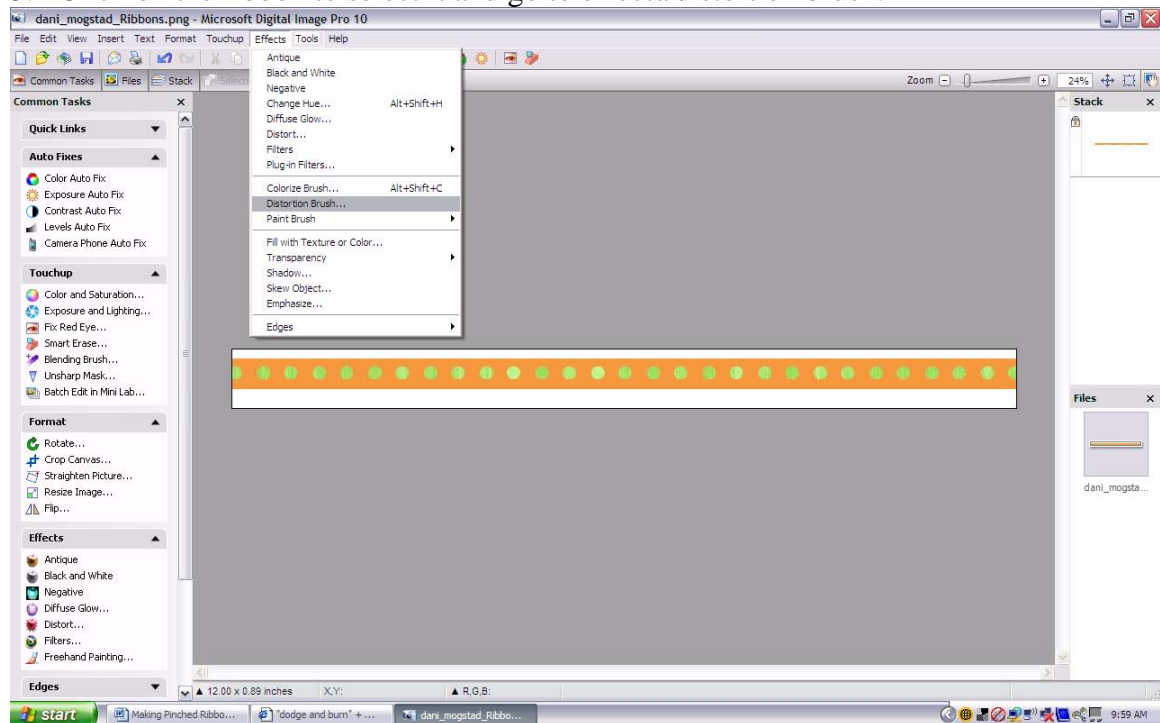 dani_mogstad_Ribbons.png - Microsoft Digital Image Pro 10
File Edit View Insert Text Format Touchup Effects Tools Help
Common Tasks Files Stack
Zoom 24%
Common Tasks x
Quick Links
Auto Fixes
Color Auto Fix
Exposure Auto Fix
Contrast Auto Fix
Levels Auto Fix
Camera Phone Auto Fix
Touchup
Color and Saturation...
Exposure and Lighting...
Fix Red Eye...
Smart Erase...
Blending Brush...
Unsharp Mask...
Batch Edit in Mini Lab...
Format
Rotate...
Crop Canvas...
Straighten Picture...
Resize Image...
Flip...
Effects
Antique
Black and White
Negative
Diffuse Glow...
Distort...
Filters...
Freehand Painting...
Edges
Antique
Black and White
Negative
Change Hue... Alt+Shift+H
Diffuse Glow...
Distort...
Filters
Plug-in Filters...
Colorize Brush... Alt+Shift+C
Distortion Brush...
Paint Brush
Fill with Texture or Color...
Transparency
Shadow...
Skew Object...
Emphasize...
Edges
Stack x
Files x
dani_mogsta...
12.00 x 0.89 inches X,Y: R,G,B:
start Making Pinched Ribbo... "dodge and burn" + ... dani_mogstad_Ribbo... 9:59 AM